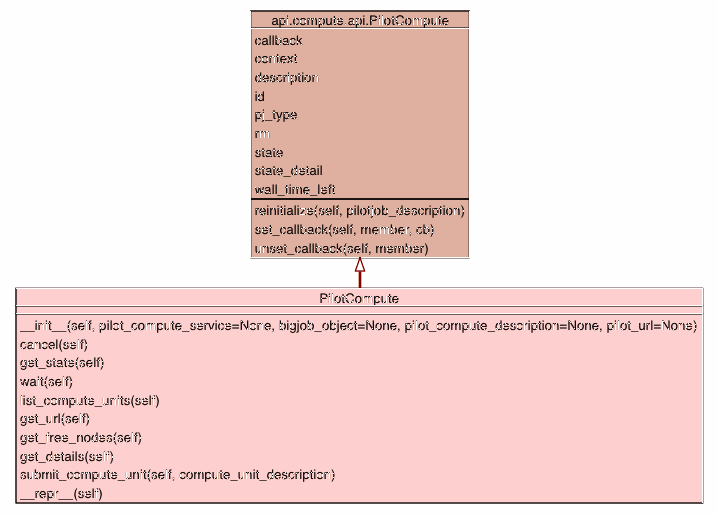 api.compute.api.PilotCompute
callback
context
description
id
pj_type
rm
state
state_detail
wall_time_left
reinitialize(self, pilotjob_description)
set_callback(self, member, cb)
unset_callback(self, member)
PilotCompute
__init__(self, pilot_compute_service=None, bigjob_object=None, pilot_compute_description=None, pilot_url=None)
cancel(self)
get_state(self)
wait(self)
list_compute_units(self)
get_url(self)
get_free_nodes(self)
get_details(self)
submit_compute_unit(self, compute_unit_description)
__repr__(self)